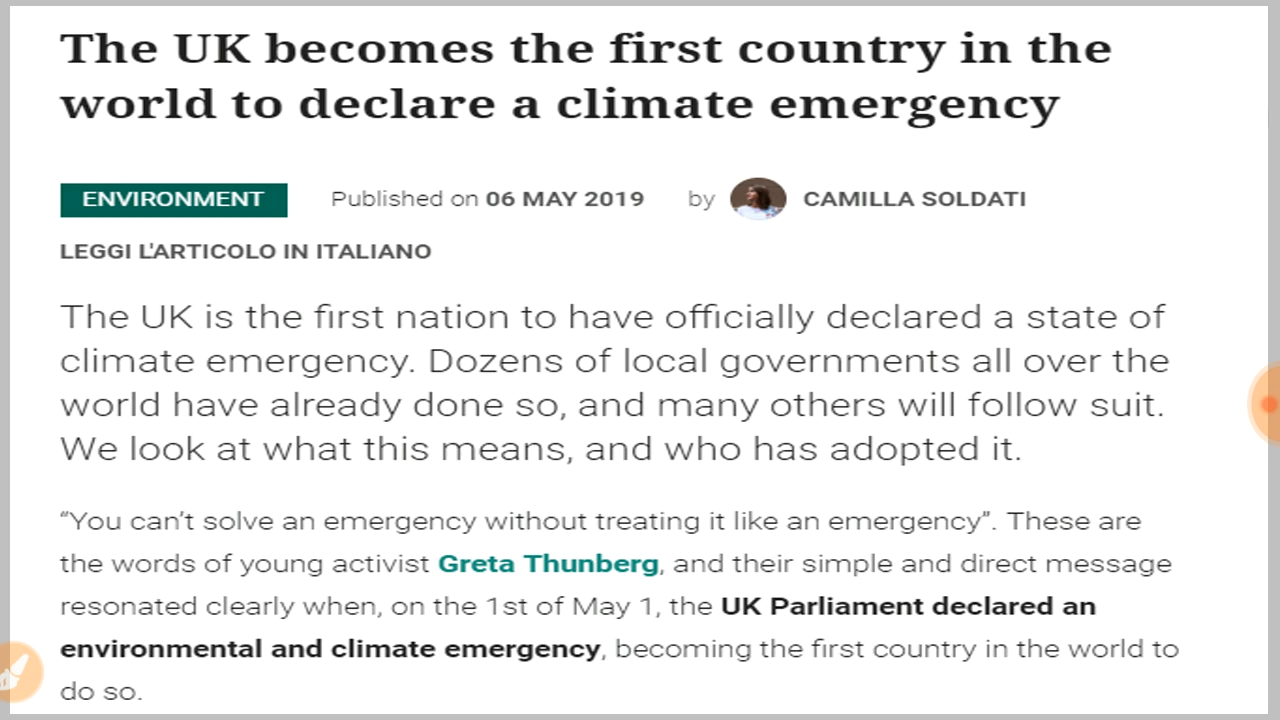 The UK becomes the first country in the
world to declare a climate emergency
ENVIRONMENT Published on 06 MAY 2019 by CAMILLA SOLDATI
LEGGI L'ARTICOLO IN ITALIANO
The UK is the first nation to have officially declared a state of
climate emergency. Dozens of local governments all over the
world have already done so, and many others will follow suit.
We look at what this means, and who has adopted it.
“You can’t solve an emergency without treating it like an emergency”. These are
the words of young activist Greta Thunberg, and their simple and direct message
resonated clearly when, on the 1st of May 1, the UK Parliament declared an
environmental and climate emergency, becoming the first country in the world to
do so.